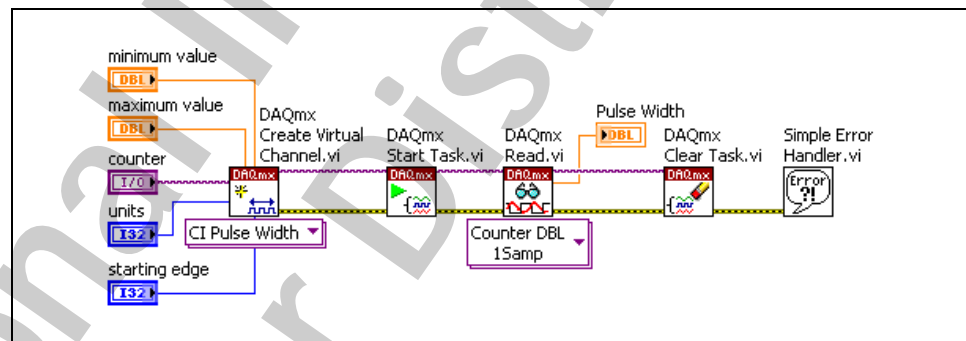 minimum value
DBL
maximum value
DBL
counter
I/O
units
I32
starting edge
I32
DAQmx
Create Virtual
Channel.vi
DAQmx
CI Pulse Width
DAQmx
Start Task.vi
DAQmx
DAQmx
Read.vi
DAQmx
Counter DBL
1Samp
Pulse Width
DBL
DAQmx
Clear Task.vi
DAQmx
Simple Error
Handler.vi
Error
?!